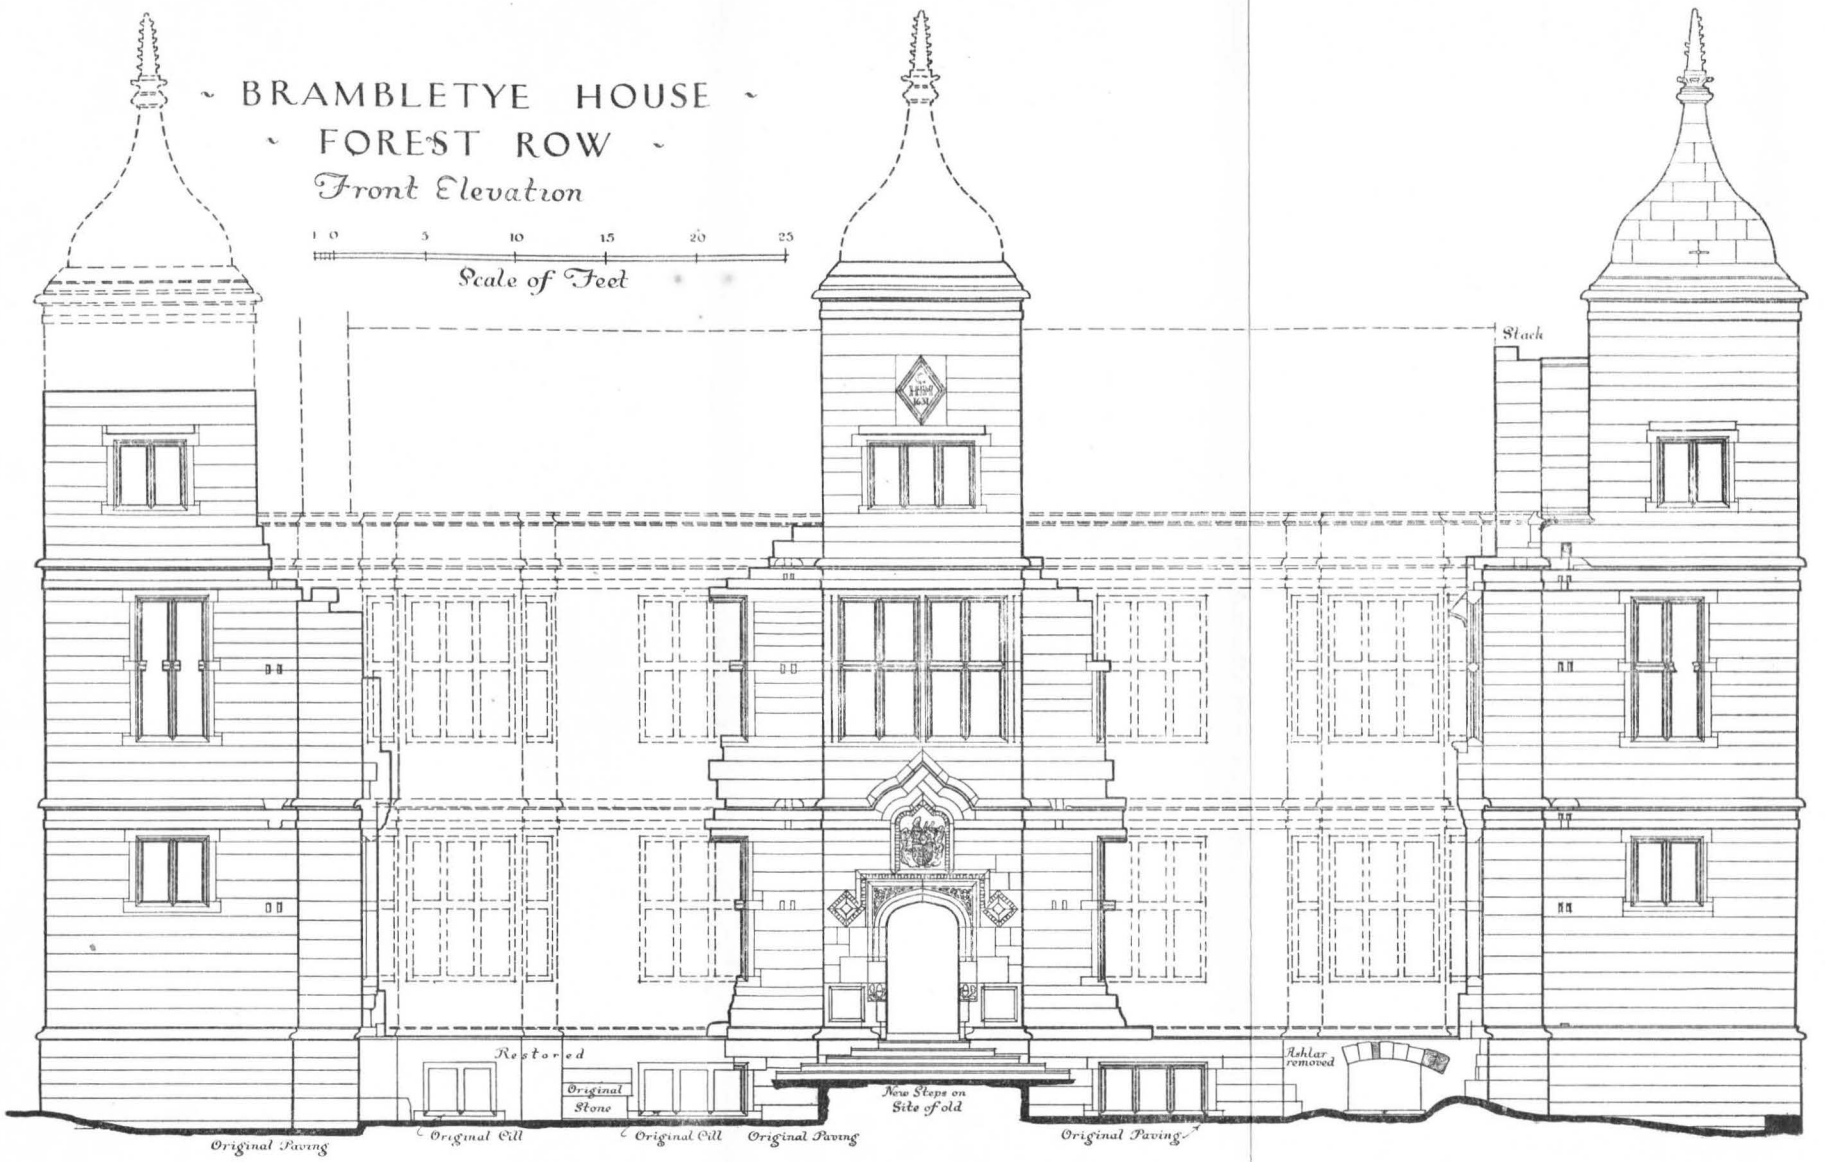 ~ BRAMBLETYE HOUSE ~
~ FOREST ROW ~
Front Elevation
1 0 5 10 15 20 25
Scale of Feet
Stack
1631
Restored
Original
Stone
New Steps on
Site of old
Ashlar
removed
Original Paving
Original Cill
Original Cill
Original Paving
Original Paving